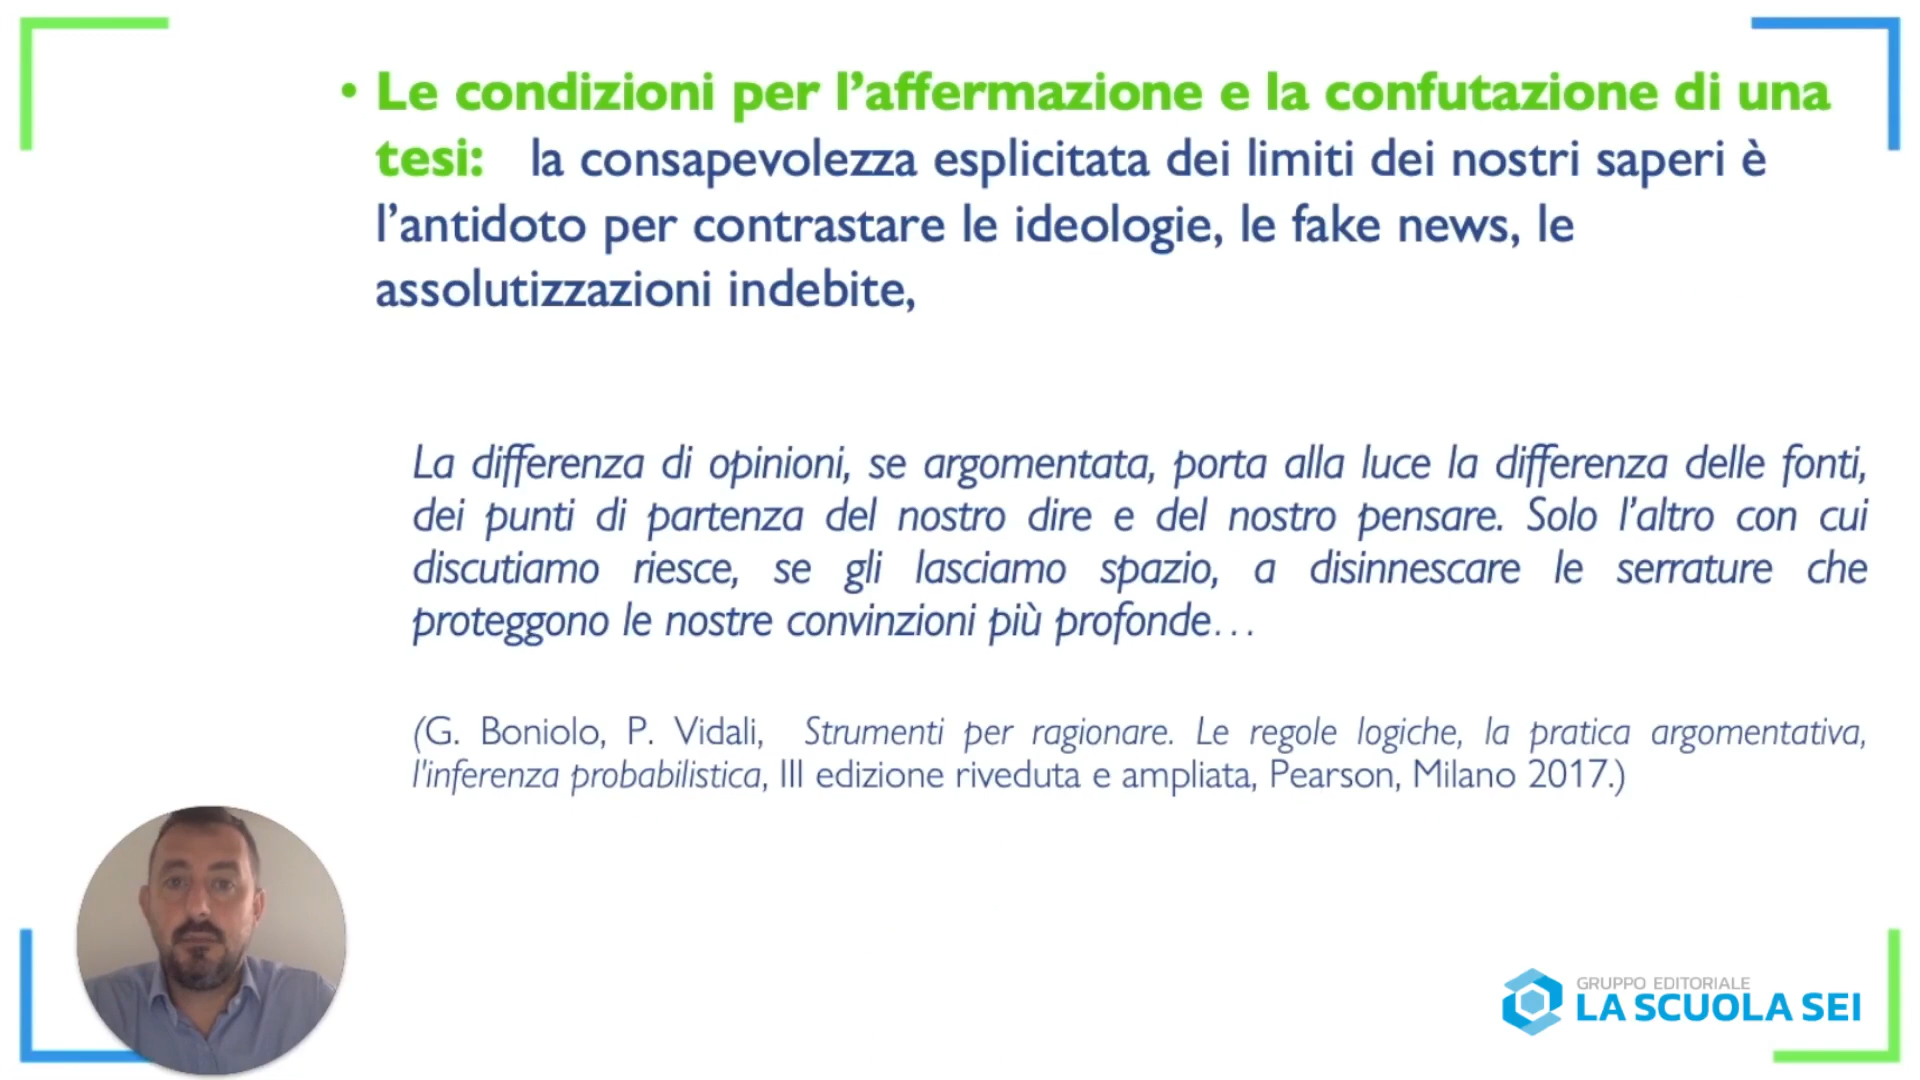 • Le condizioni per l’affermazione e la confutazione di una
tesi: la consapevolezza esplicitata dei limiti dei nostri saperi è
l’antidoto per contrastare le ideologie, le fake news, le
assolutizzazioni indebite,
La differenza di opinioni, se argomentata, porta alla luce la differenza delle fonti,
dei punti di partenza del nostro dire e del nostro pensare. Solo l’altro con cui
discutiamo riesce, se gli lasciamo spazio, a disinnescare le serrature che
proteggono le nostre convinzioni più profonde…
(G. Boniolo, P. Vidali, Strumenti per ragionare. Le regole logiche, la pratica argomentativa,
l'inferenza probabilistica, III edizione riveduta e ampliata, Pearson, Milano 2017.)
GRUPPO EDITORIALE
LA SCUOLA SEI